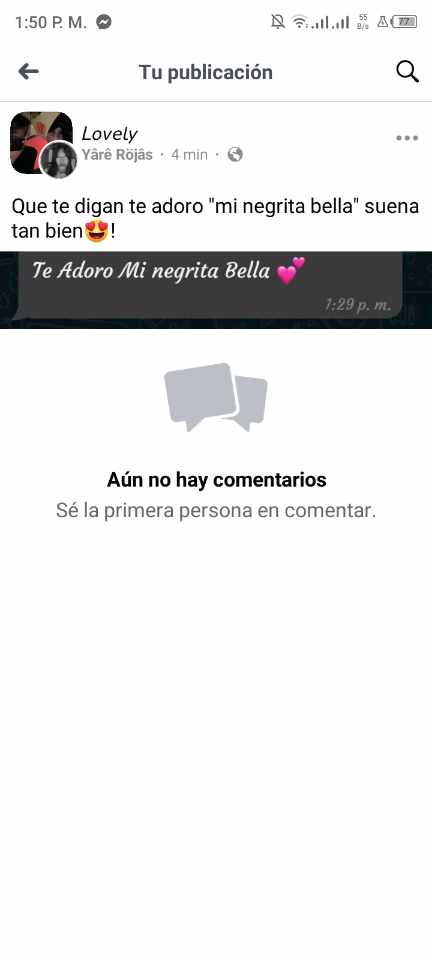 1:50 P. M.
55
B/s
77
Tu publicación
Lovely
Yârê Röjâs · 4 min ·
Que te digan te adoro "mi negrita bella" suena
tan bien😍!
Te Adoro Mi negrita Bella 💕
1:29 p. m.
Aún no hay comentarios
Sé la primera persona en comentar.